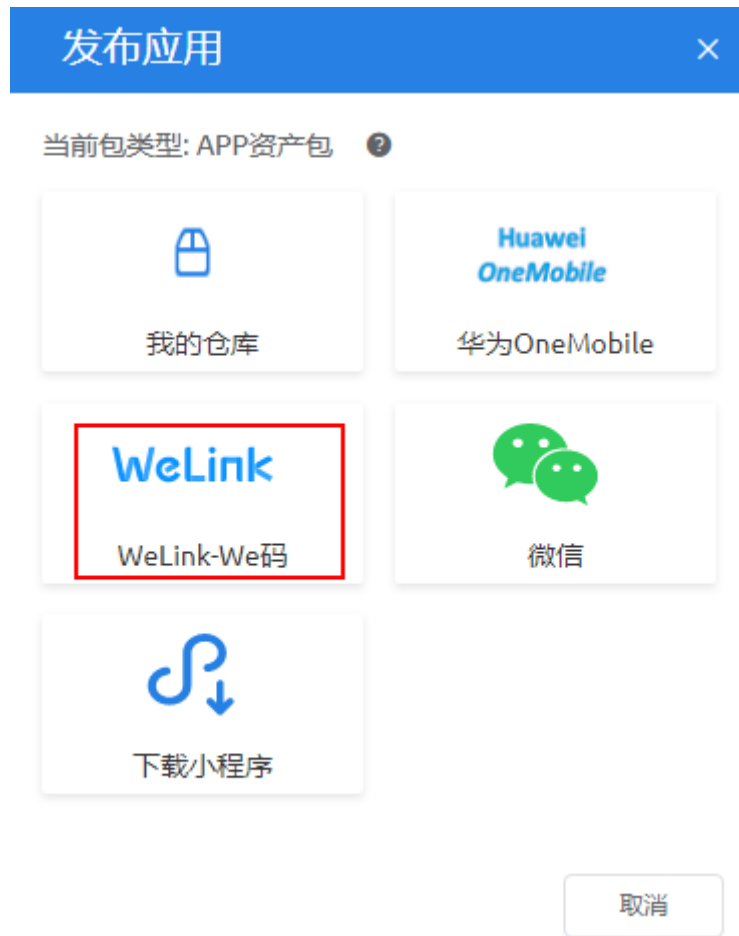 发布应用
当前包类型: APP资产包
我的仓库
Huawei
OneMobile
华为OneMobile
WeLink
WeLink-We码
微信
下载小程序
取消